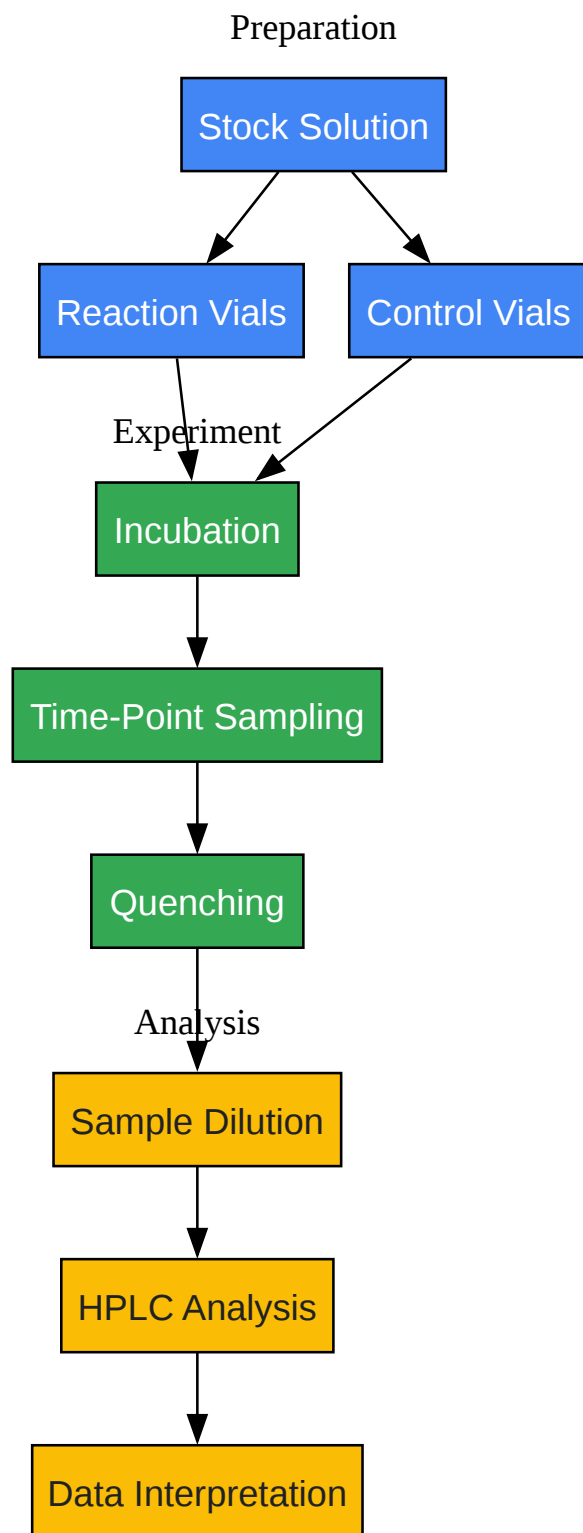 Preparation
Stock Solution
Reaction Vials
Control Vials
Experiment
Incubation
Time-Point Sampling
Quenching
Analysis
Sample Dilution
HPLC Analysis
Data Interpretation